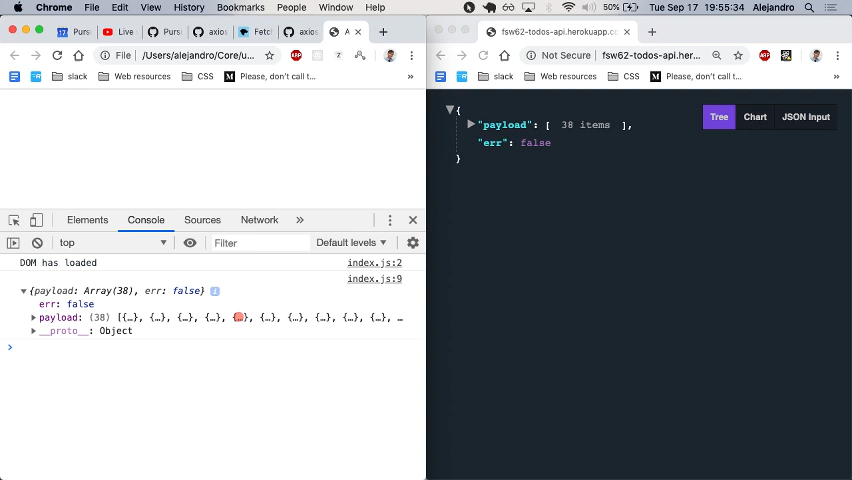 Chrome File Edit View History Bookmarks People Window Help 50% Tue Sep 17 19:55:34 Alejandro
17 Purs Live Pursi axios Fetc axios A
File /Users/alejandro/Core/u...
slack Web resources CSS M Please, don't call t... »
Elements Console Sources Network »
top Filter Default levels
DOM has loaded index.js:2
index.js:9
{payload: Array(38), err: false} i
err: false
payload: (38) [{…}, {…}, {…}, {…}, {…}, {…}, {…}, {…}, {…}, {…}, …
__proto__: Object
fsw62-todos-api.herokuapp.co
Not Secure fsw62-todos-api.her... ABP
slack Web resources CSS M Please, don't call t... »
{
"payload": [ 38 items ],
"err": false
}
Tree Chart JSON Input